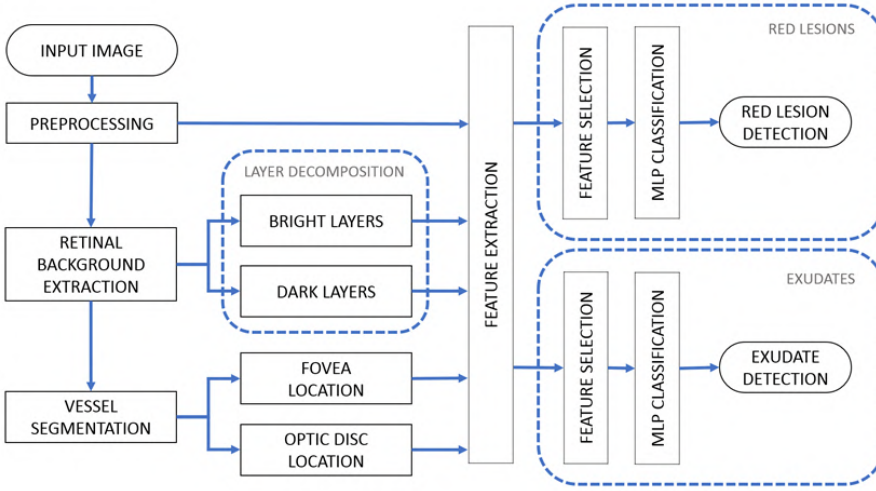 INPUT IMAGE
PREPROCESSING
RETINAL
BACKGROUND
EXTRACTION
VESSEL
SEGMENTATION
LAYER DECOMPOSITION
BRIGHT LAYERS
DARK LAYERS
FOVEA
LOCATION
OPTIC DISC
LOCATION
FEATURE EXTRACTION
RED LESIONS
FEATURE SELECTION
MLP CLASSIFICATION
RED LESION
DETECTION
EXUDATES
FEATURE SELECTION
MLP CLASSIFICATION
EXUDATE
DETECTION